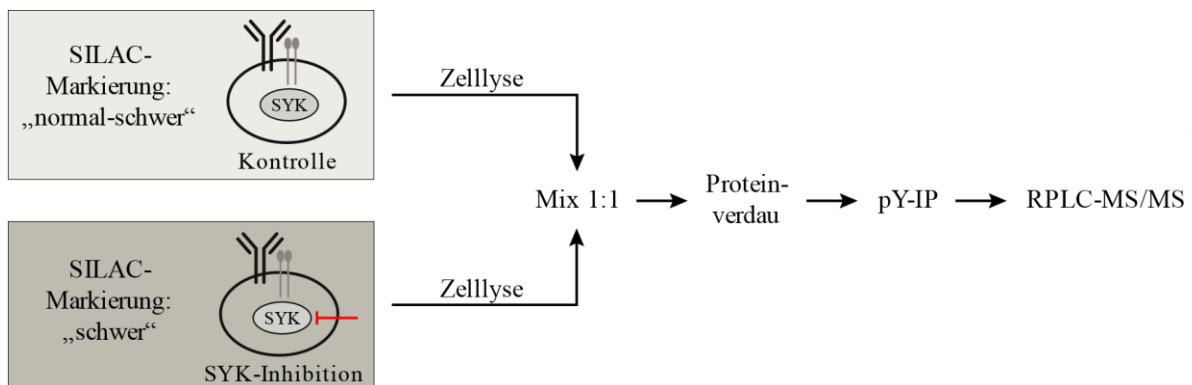 SILAC-
Markierung:
„normal-schwer“
SYK
Kontrolle
Zelllyse
Mix 1:1
Protein-
verdau
pY-IP
RPLC-MS/MS
SILAC-
Markierung:
„schwer“
SYK
SYK-Inhibition
Zelllyse